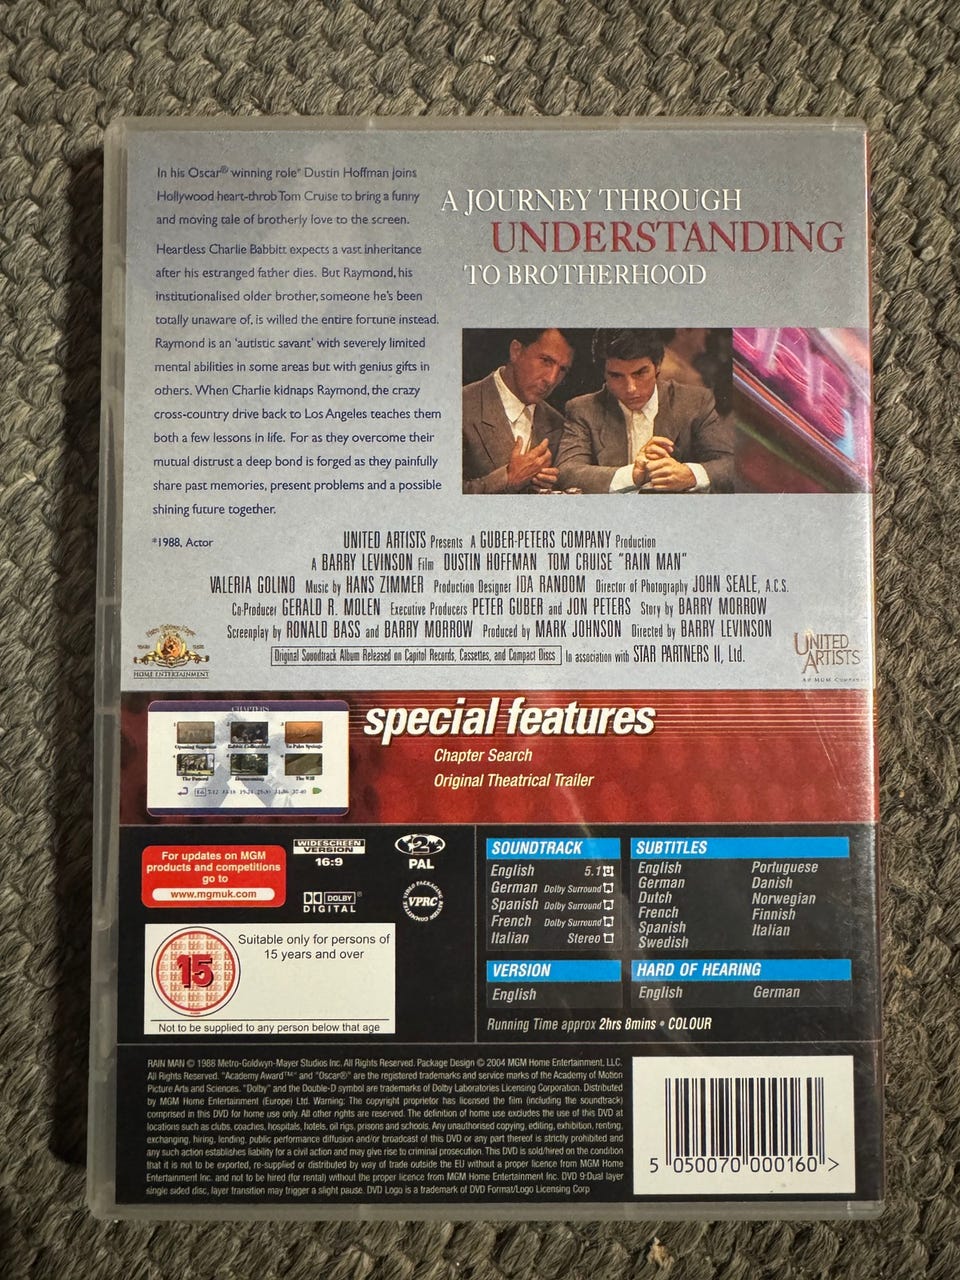 In his Oscar® winning role* Dustin Hoffman joins
Hollywood heart-throb Tom Cruise to bring a funny
and moving tale of brotherly love to the screen.
Heartless Charlie Babbitt expects a vast inheritance
after his estranged father dies. But Raymond, his
institutionalised older brother, someone he's been
totally unaware of, is willed the entire fortune instead.
Raymond is an 'autistic savant' with severely limited
mental abilities in some areas but with genius gifts in
others. When Charlie kidnaps Raymond, the crazy
cross-country drive back to Los Angeles teaches them
both a few lessons in life. For as they overcome their
mutual distrust a deep bond is forged as they painfully
share past memories, present problems and a possible
shining future together.
*1988, Actor
A JOURNEY THROUGH
UNDERSTANDING
TO BROTHERHOOD
UNITED ARTISTS Presents A GUBER-PETERS COMPANY Production
A BARRY LEVINSON Film DUSTIN HOFFMAN TOM CRUISE "RAIN MAN"
VALERIA GOLINO Music by HANS ZIMMER Production Designer IDA RANDOM Director of Photography JOHN SEALE, A.C.S.
Co-Producer GERALD R. MOLEN Executive Producers PETER GUBER and JON PETERS Story by BARRY MORROW
Screenplay by RONALD BASS and BARRY MORROW Produced by MARK JOHNSON Directed by BARRY LEVINSON
Original Soundtrack Album Released on Capitol Records, Cassettes, and Compact Discs In association with STAR PARTNERS II, Ltd.
HOME ENTERTAINMENT
UNITED
ARTISTS
AN MGM COMPANY
CHAPTERS
1 2 3
Opening Sequence Babbitt Collectibles To Palm Springs
4
The Funeral Homecoming The Will
special features
Chapter Search
Original Theatrical Trailer
For updates on MGM
products and competitions
go to
www.mgmuk.com
WIDESCREEN
VERSION
16:9
DOLBY
DIGITAL
2
PAL
VIDEO PACKAGING REVIEW COMMITTEE
VPRC
15
Suitable only for persons of
15 years and over
Not to be supplied to any person below that age
SOUNDTRACK
English 5.1
German Dolby Surround
Spanish Dolby Surround
French Dolby Surround
Italian Stereo
VERSION
English
SUBTITLES
English Portuguese
German Danish
Dutch Norwegian
French Finnish
Spanish Italian
Swedish
HARD OF HEARING
English German
Running Time approx 2hrs 8mins • COLOUR
RAIN MAN © 1988 Metro-Goldwyn-Mayer Studios Inc. All Rights Reserved. Package Design © 2004 MGM Home Entertainment, LLC.
All Rights Reserved. "Academy Award™" and "Oscar®" are the registered trademarks and service marks of the Academy of Motion
Picture Arts and Sciences. "Dolby" and the Double-D symbol are trademarks of Dolby Laboratories Licensing Corporation. Distributed
by MGM Home Entertainment (Europe) Ltd. Warning: The copyright proprietor has licensed the film (including the soundtrack)
comprised in this DVD for home use only. All other rights are reserved. The definition of home use excludes the use of this DVD at
locations such as clubs, coaches, hospitals, hotels, oil rigs, prisons and schools. Any unauthorised copying, editing, exhibition, renting,
exchanging, hiring, lending, public performance diffusion and/or broadcast of this DVD or any part thereof is strictly prohibited and
any such action establishes liability for a civil action and may give rise to criminal prosecution. This DVD is sold/hired on the condition
that it is not to be exported, re-supplied or distributed by way of trade outside the EU without a proper licence from MGM Home
Entertainment Inc. and not to be hired (for rental) without the proper licence from MGM Home Entertainment Inc. DVD 9:Dual layer
single sided disc, layer transition may trigger a slight pause. DVD Logo is a trademark of DVD Format/Logo Licensing Corp
5 050070 000160 >